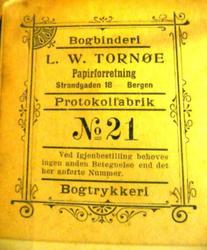 Bogbinderi
L. W. TORNØE
Papirforretning
Strandgaden 18 Bergen
Protokolfabrik
No 21
Ved Igjenbestilling behoves
ingen anden Betegnelse end det
her anførte Nummer.
Bogtrykkeri